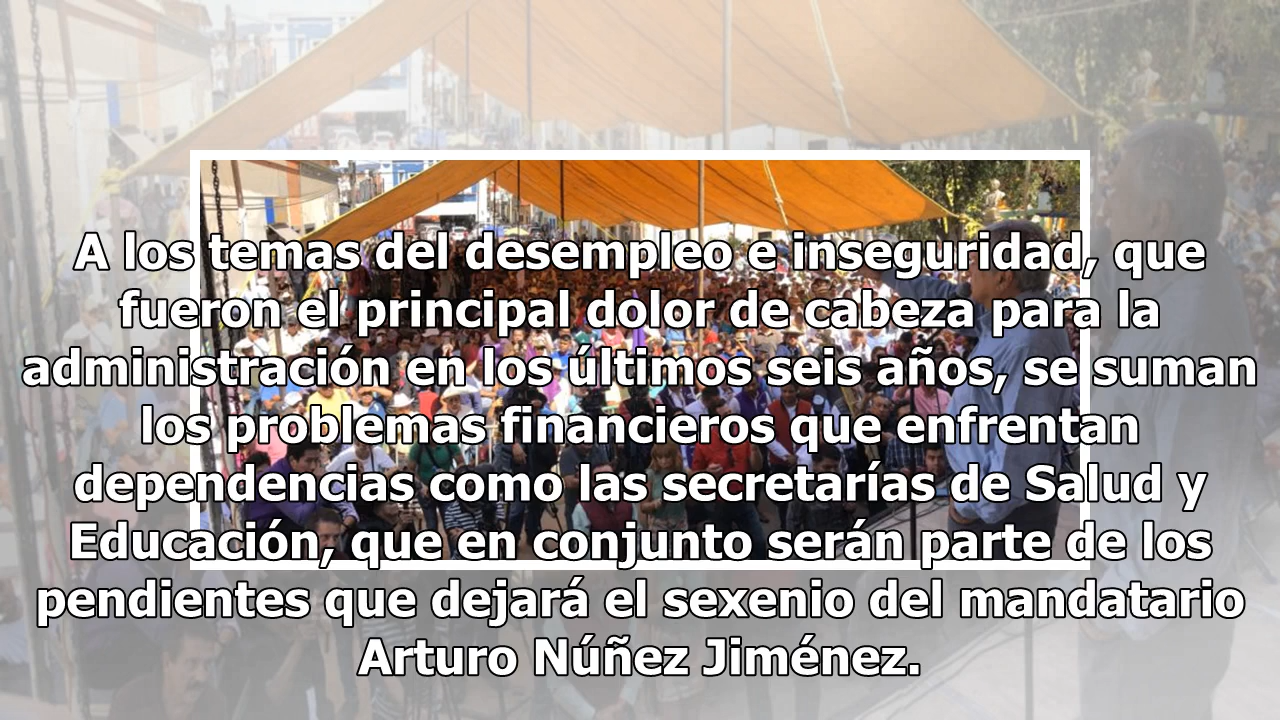 A los temas del desempleo e inseguridad, que
fueron el principal dolor de cabeza para la
administración en los últimos seis años, se suman
los problemas financieros que enfrentan
dependencias como las secretarías de Salud y
Educación, que en conjunto serán parte de los
pendientes que dejará el sexenio del mandatario
Arturo Núñez Jiménez.